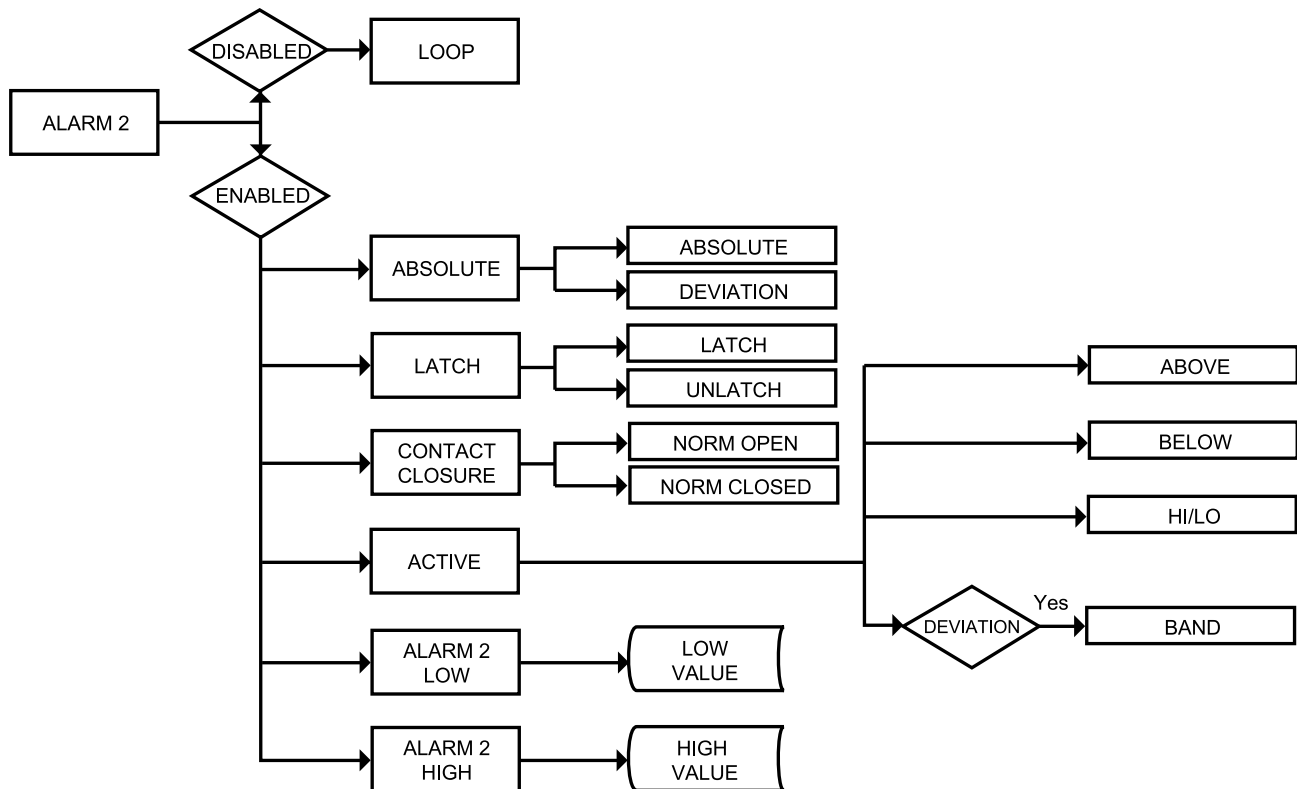 DISABLED
LOOP
ALARM 2
ENABLED
ABSOLUTE
ABSOLUTE
DEVIATION
LATCH
LATCH
UNLATCH
ABOVE
CONTACT
CLOSURE
NORM OPEN
NORM CLOSED
BELOW
HI/LO
ACTIVE
DEVIATION
Yes
BAND
ALARM 2
LOW
LOW
VALUE
ALARM 2
HIGH
HIGH
VALUE